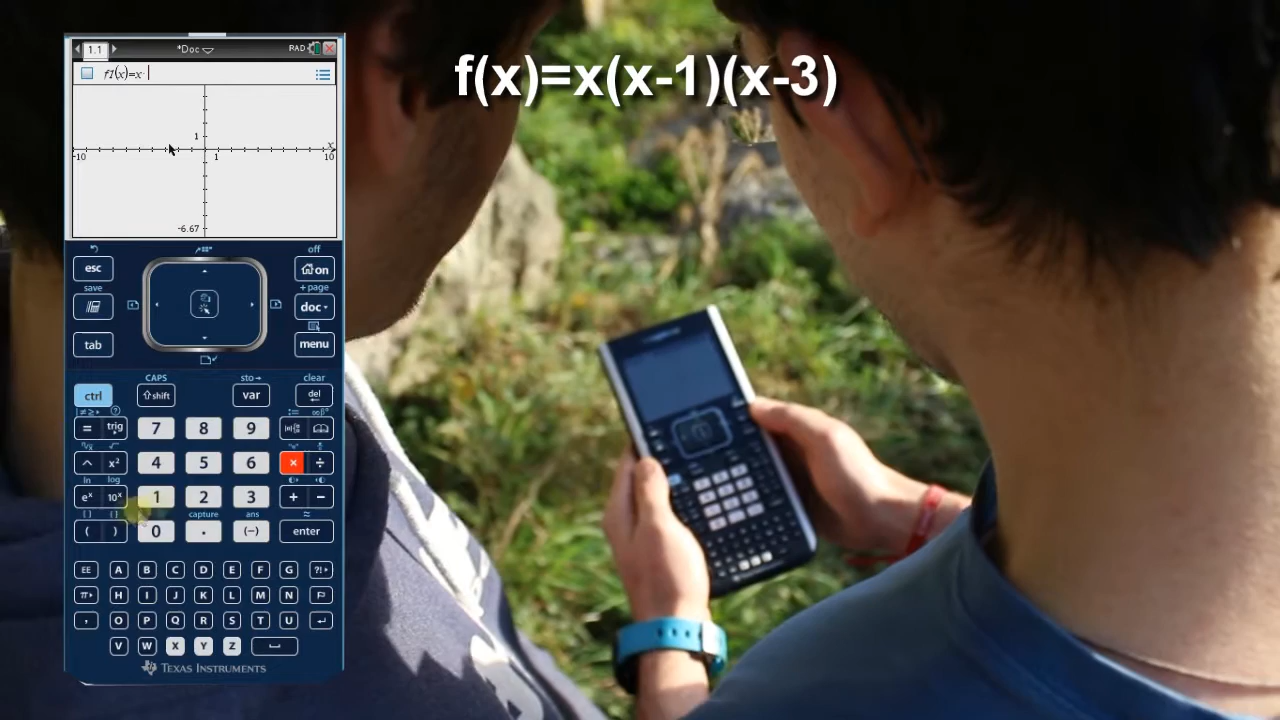 f(x)=x(x-1)(x-3)
1.1
*Doc
RAD
f1(x)=x·
1
x
-10
1
10
-6.67
off
esc
on
save
+ page
doc
tab
menu
CAPS
sto→
clear
ctrl
⇧shift
var
del
= trig 7 8 9
^ x² 4 5 6 × ÷
ln log
eˣ 10ˣ 1 2 3 + −
[ ] { } capture ans ≈
( ) 0 . (−) enter
EE A B C D E F G ?!▸
π▸ H I J K L M N
, O P Q R S T U ↵
V W X Y Z
TEXAS INSTRUMENTS